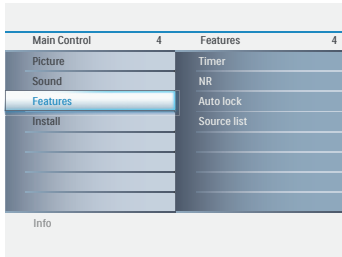 Main Control 4 Features 4
Picture Timer
Sound NR
Features Auto lock
Install Source list
Info